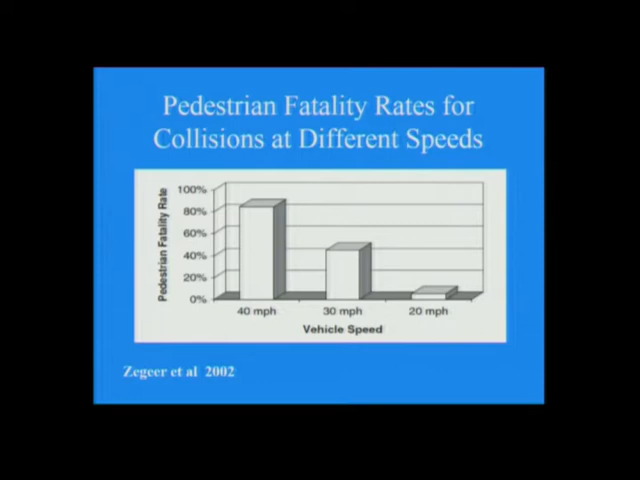 Pedestrian Fatality Rates for
Collisions at Different Speeds
Pedestrian Fatality Rate
100%
80%
60%
40%
20%
0%
40 mph 30 mph 20 mph
Vehicle Speed
Zegeer et al 2002